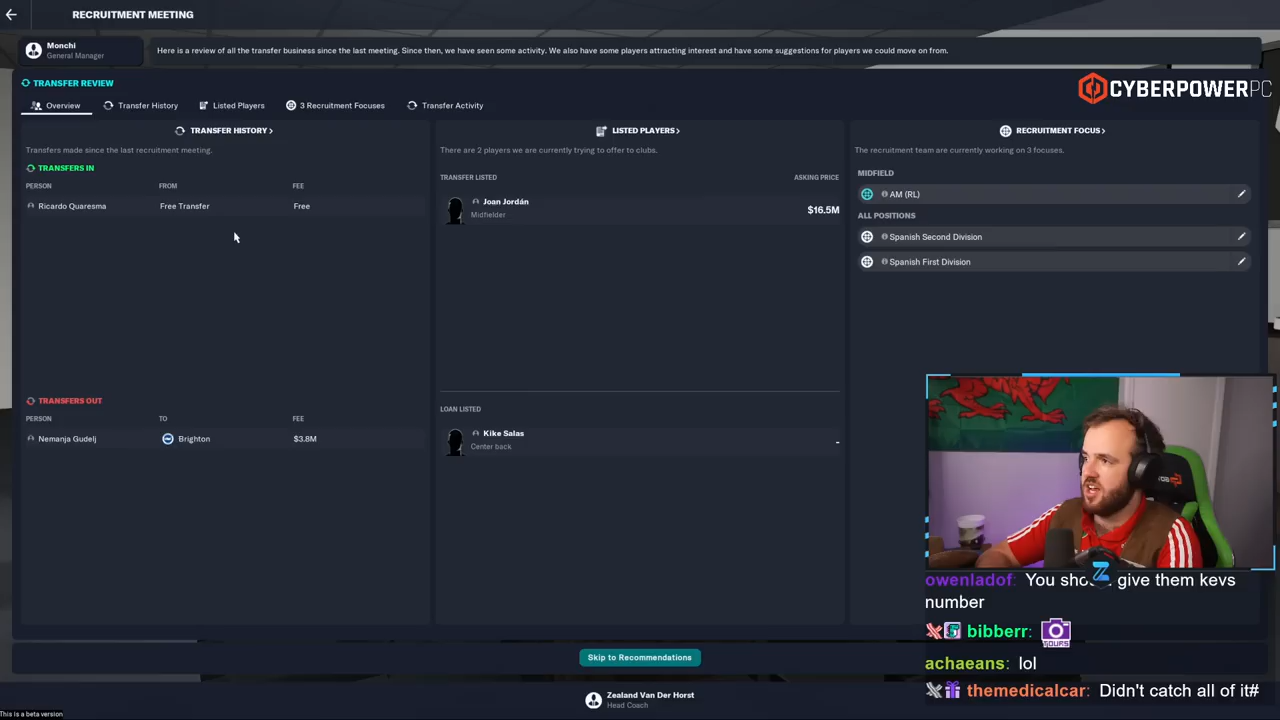 RECRUITMENT MEETING
Monchi
General Manager
Here is a review of all the transfer business since the last meeting. Since then, we have seen some activity. We also have some players attracting interest and have some suggestions for players we could move on from.
TRANSFER REVIEW
CYBERPOWERPC
Overview
Transfer History
Listed Players
3 Recruitment Focuses
Transfer Activity
TRANSFER HISTORY
LISTED PLAYERS
RECRUITMENT FOCUS
Transfers made since the last recruitment meeting.
There are 2 players we are currently trying to offer to clubs.
The recruitment team are currently working on 3 focuses.
TRANSFERS IN
PERSON FROM FEE
Ricardo Quaresma Free Transfer Free
TRANSFER LISTED ASKING PRICE
Joan Jordán
Midfielder
$16.5M
MIDFIELD
AM (RL)
ALL POSITIONS
Spanish Second Division
Spanish First Division
TRANSFERS OUT
PERSON TO FEE
Nemanja Gudelj Brighton $3.8M
LOAN LISTED
Kike Salas
Center back
-
owenladof: You should give them kevs
number
bibberr: YOURS
achaeans: lol
themedicalcar: Didn't catch all of it#
Skip to Recommendations
Zealand Van Der Horst
Head Coach
This is a beta version